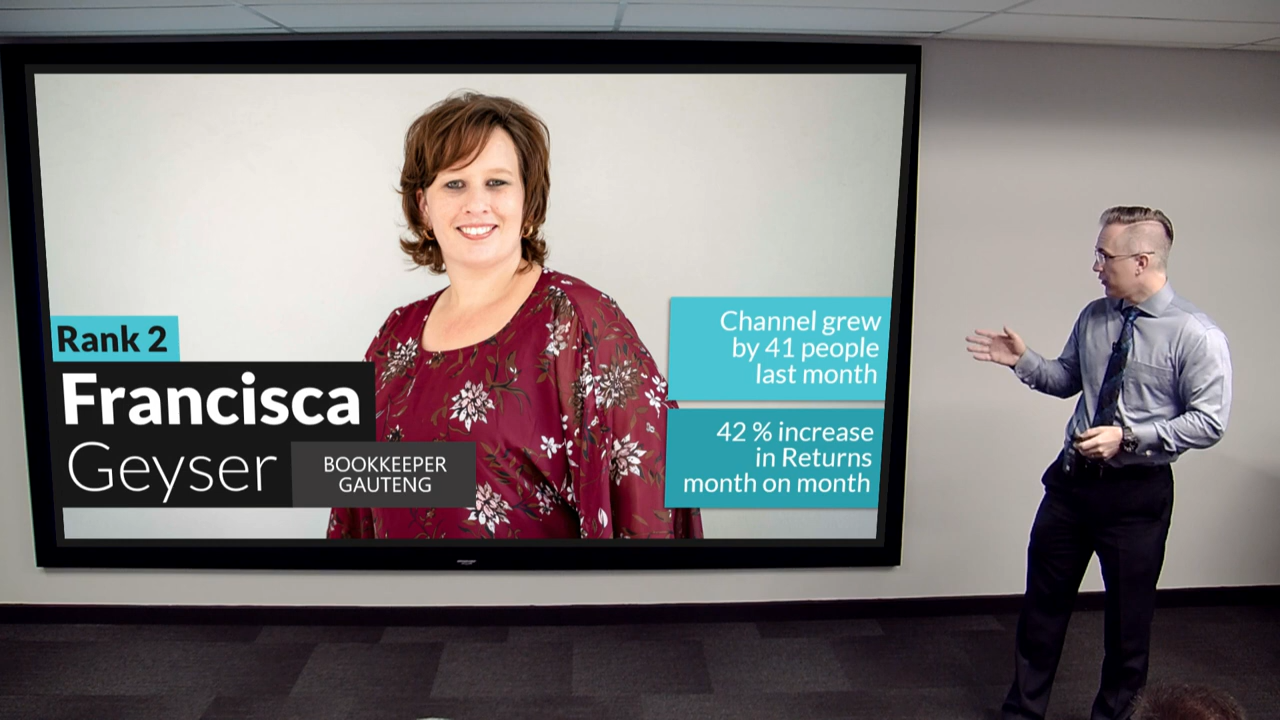 Rank 2
Francisca
Geyser
BOOKKEEPER
GAUTENG
Channel grew
by 41 people
last month
42 % increase
in Returns
month on month